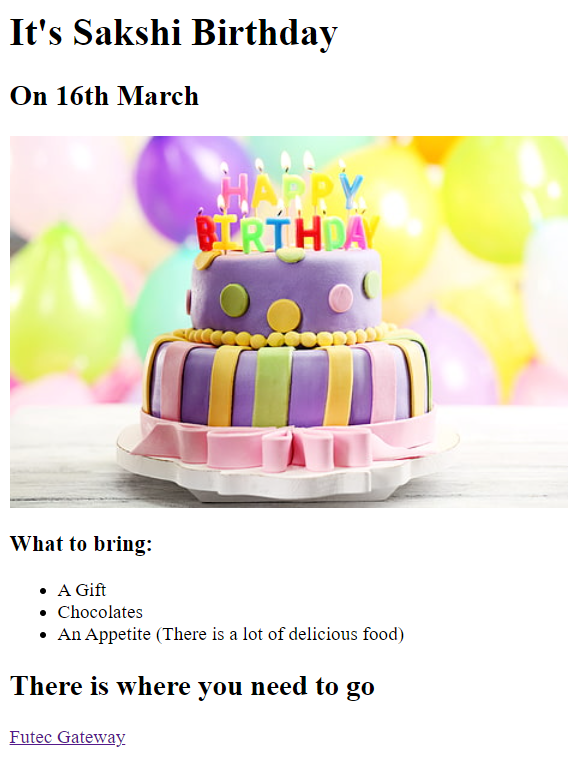 It's Sakshi Birthday
On 16th March
HAPPY
BIRTHDAY
What to bring:
A Gift
Chocolates
An Appetite (There is a lot of delicious food)
There is where you need to go
Futec Gateway